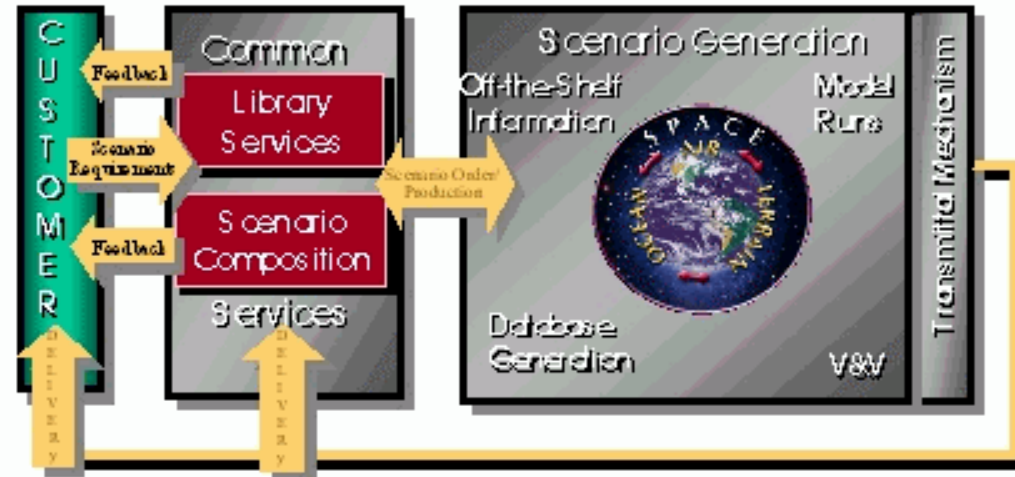 CUSTOMER
Feedback
Scenario
Requirement
Feedback
DELIVERY
Common
Library
Services
Scenario
Composition
Services
DELIVERY
Scenario Order/
Production
Scenario Generation
Off-the-Shelf
Information
Model
Runs
SPACE
AIR
OCEAN
TERRAIN
Database
Generation
V&V
Transmittal Mechanism